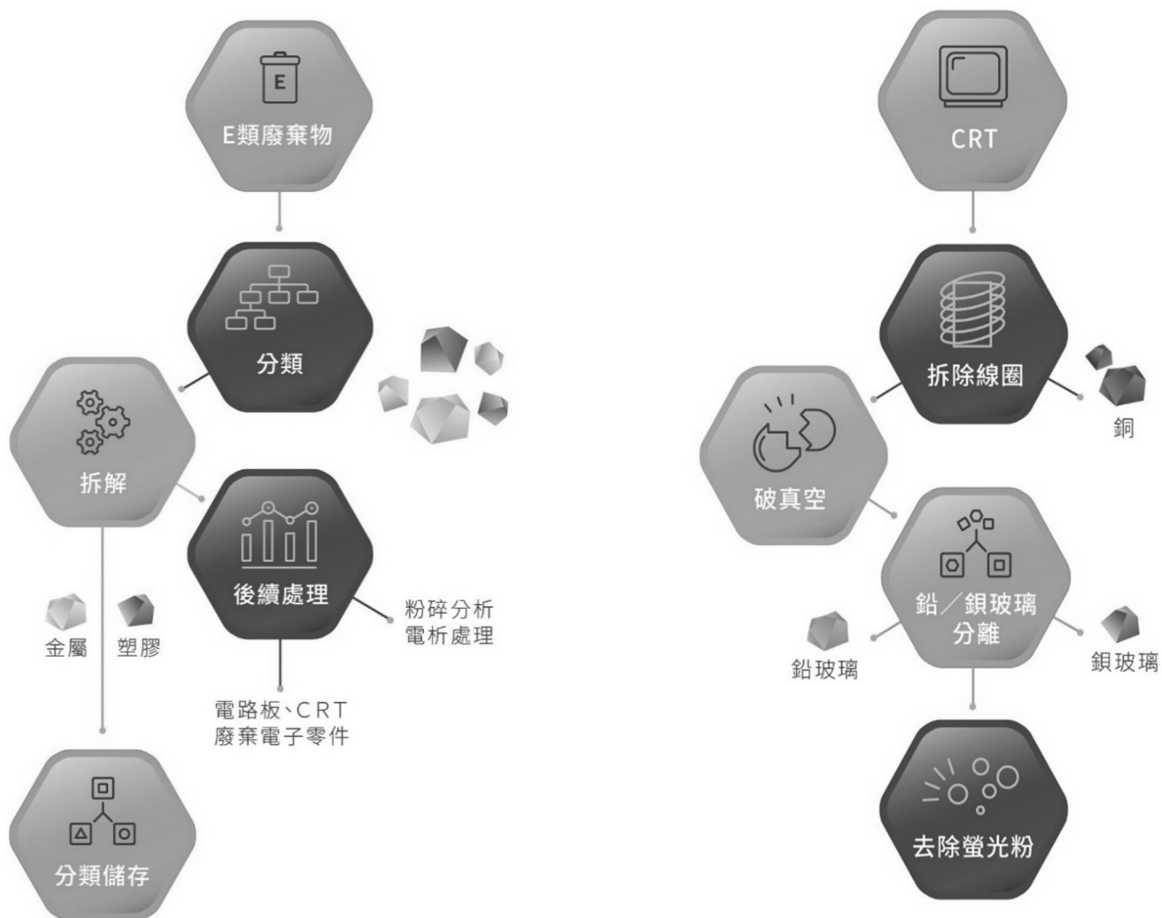 E
E類廢棄物
分類
拆解
後續處理
粉碎分析
電析處理
金屬
塑膠
電路板、CRT
廢棄電子零件
分類儲存
CRT
拆除線圈
銅
破真空
鉛／鋇玻璃
分離
鉛玻璃
鋇玻璃
去除螢光粉